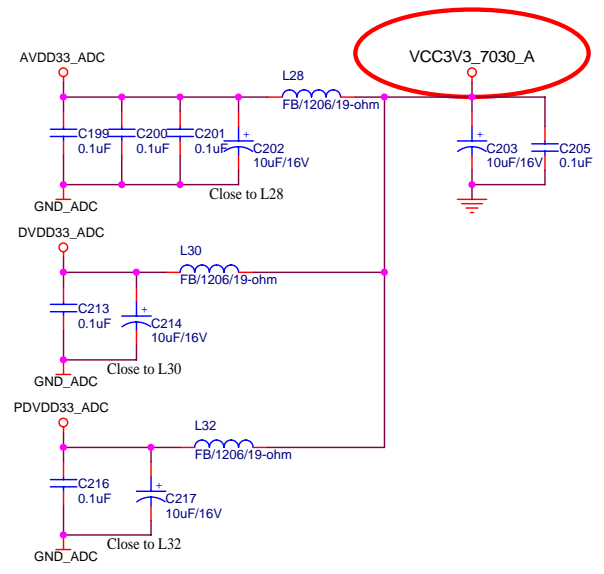 VCC3V3_7030_A
AVDD33_ADC
L28
FB/1206/19-ohm
C199
0.1uF
C200
0.1uF
C201
0.1uF
C202
10uF/16V
C203
10uF/16V
C205
0.1uF
Close to L28
GND_ADC
DVDD33_ADC
L30
FB/1206/19-ohm
C213
0.1uF
C214
10uF/16V
Close to L30
GND_ADC
PDVDD33_ADC
L32
FB/1206/19-ohm
C216
0.1uF
C217
10uF/16V
Close to L32
GND_ADC